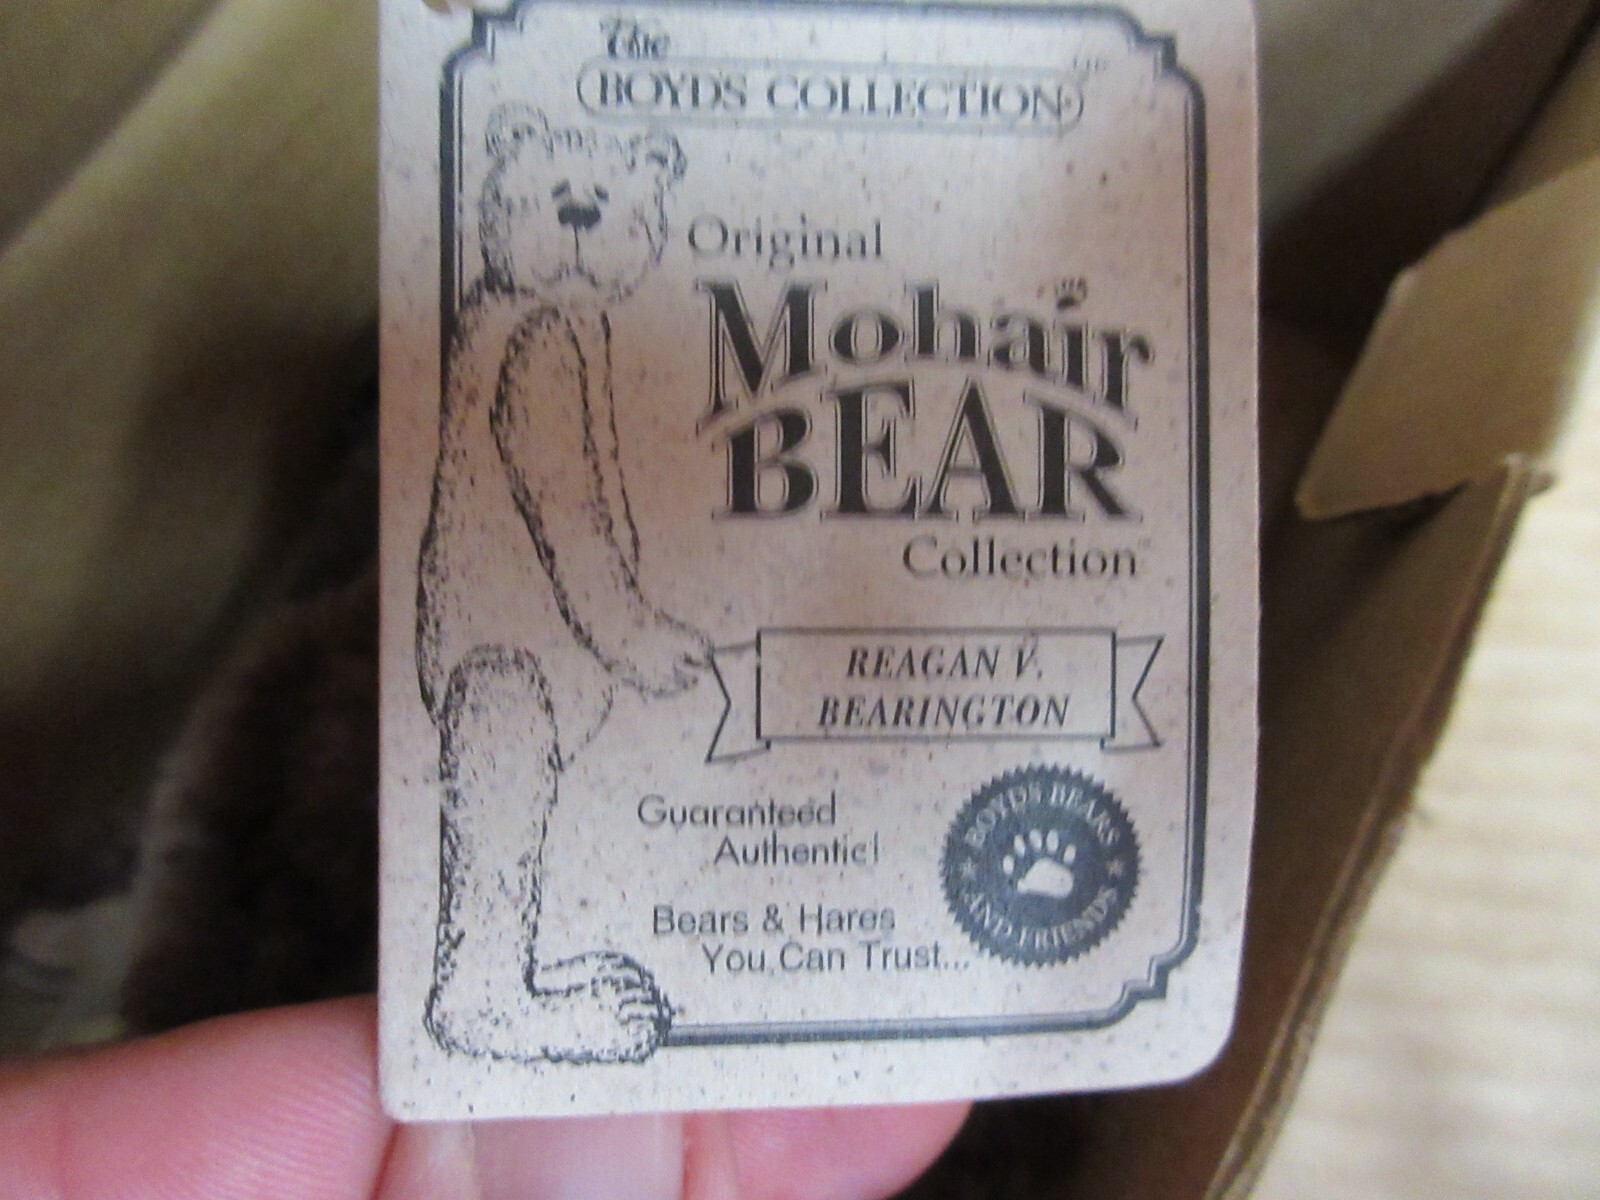 The
BOYDS COLLECTION
Original
Mohair
BEAR
Collection™
REAGAN V.
BEARINGTON
Guaranteed
Authentic!
BOYDS BEARS
AND FRIENDS
Bears & Hares
You Can Trust...